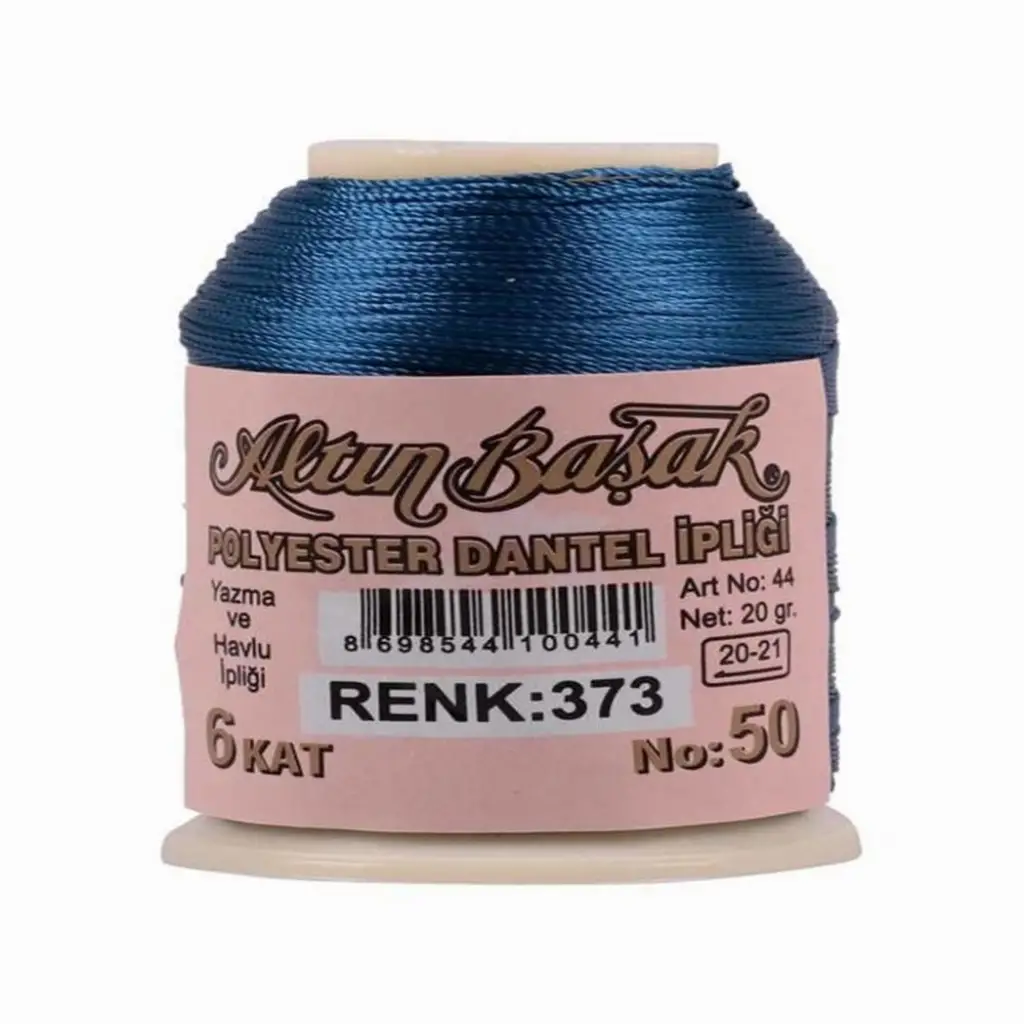 Altın Başak
POLYESTER DANTEL İPLİĞİ
Yazma
ve
Havlu
İpliği
8 698544 100441
Art No: 44
Net: 20 gr.
20-21
RENK:373
6 KAT
No: 50